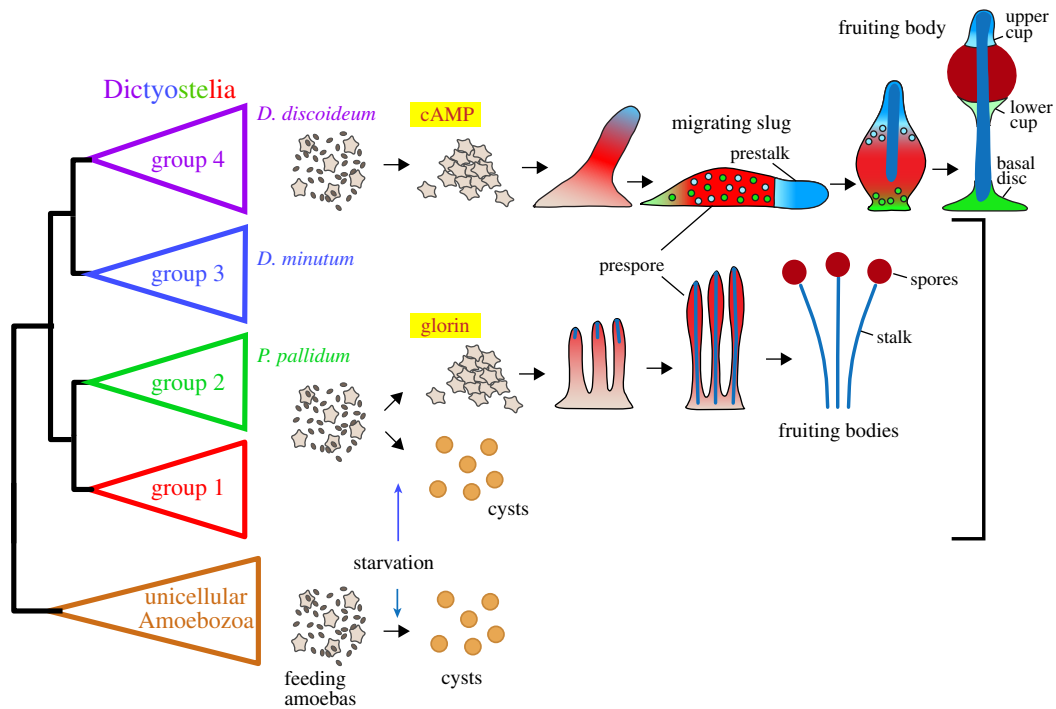 Dictyostelia
group 4
D. discoideum
cAMP
migrating slug
prestalk
fruiting body
upper
cup
lower
cup
basal
disc
group 3
D. minutum
prespore
spores
stalk
fruiting bodies
group 2
P. pallidum
glorin
group 1
cysts
starvation
unicellular
Amoebozoa
feeding
amoebas
cysts